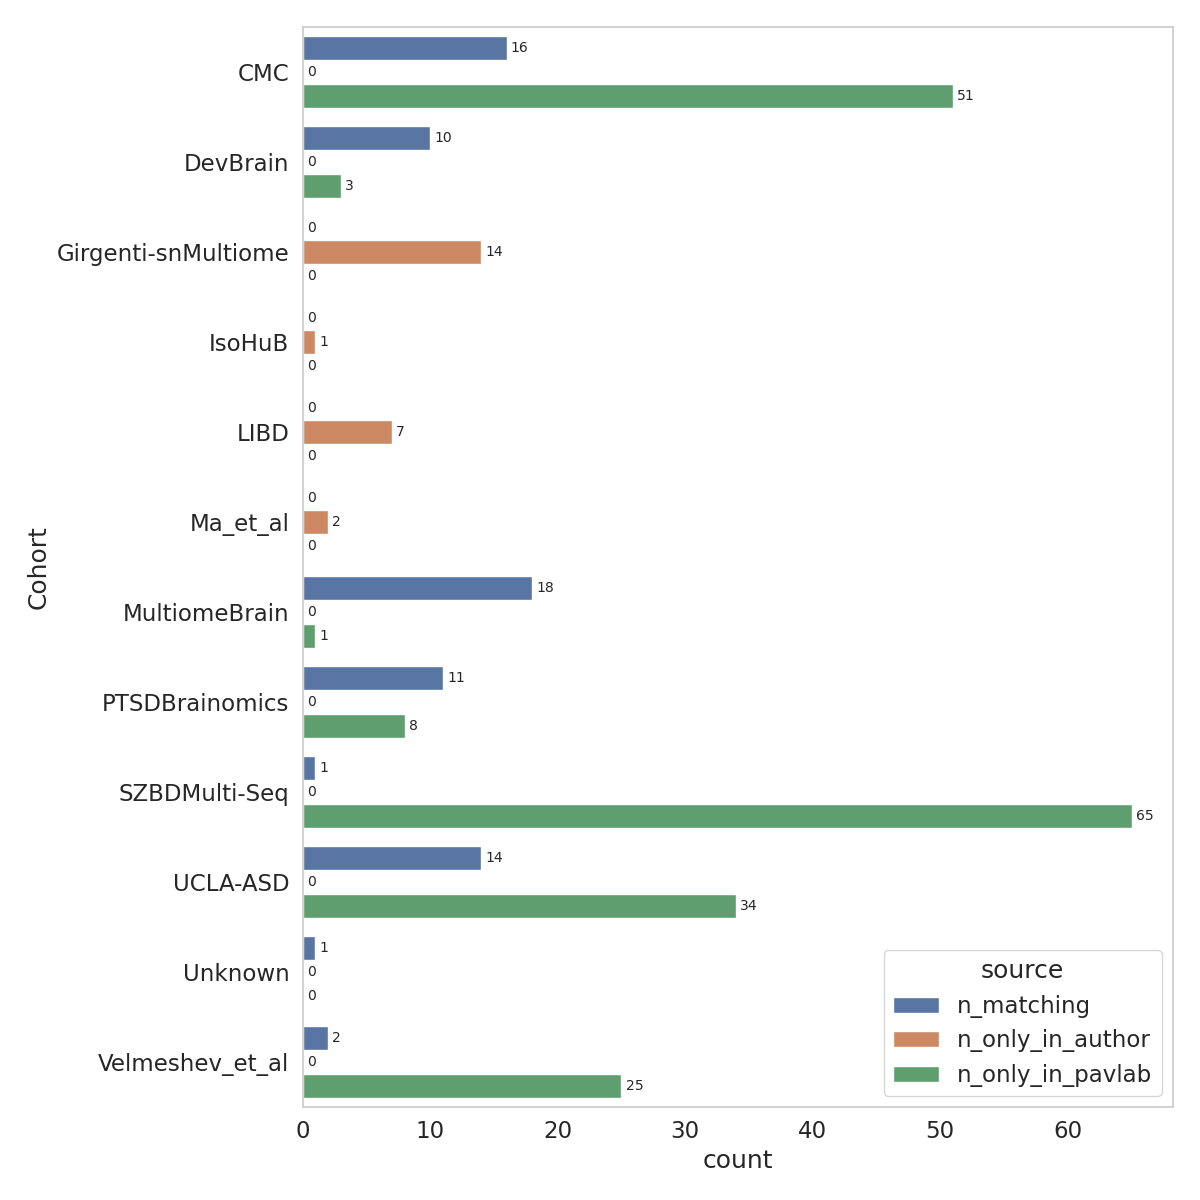 CMC
16
0
51
DevBrain
10
0
3
Girgenti-snMultiome
0
14
0
IsoHuB
0
1
0
LIBD
0
7
0
Ma_et_al
0
2
0
MultiomeBrain
18
0
1
PTSDBrainomics
11
0
8
SZBDMulti-Seq
1
0
65
UCLA-ASD
14
0
34
Unknown
1
0
0
Velmeshev_et_al
2
0
25
Cohort
source
n_matching
n_only_in_author
n_only_in_pavlab
0 10 20 30 40 50 60
count